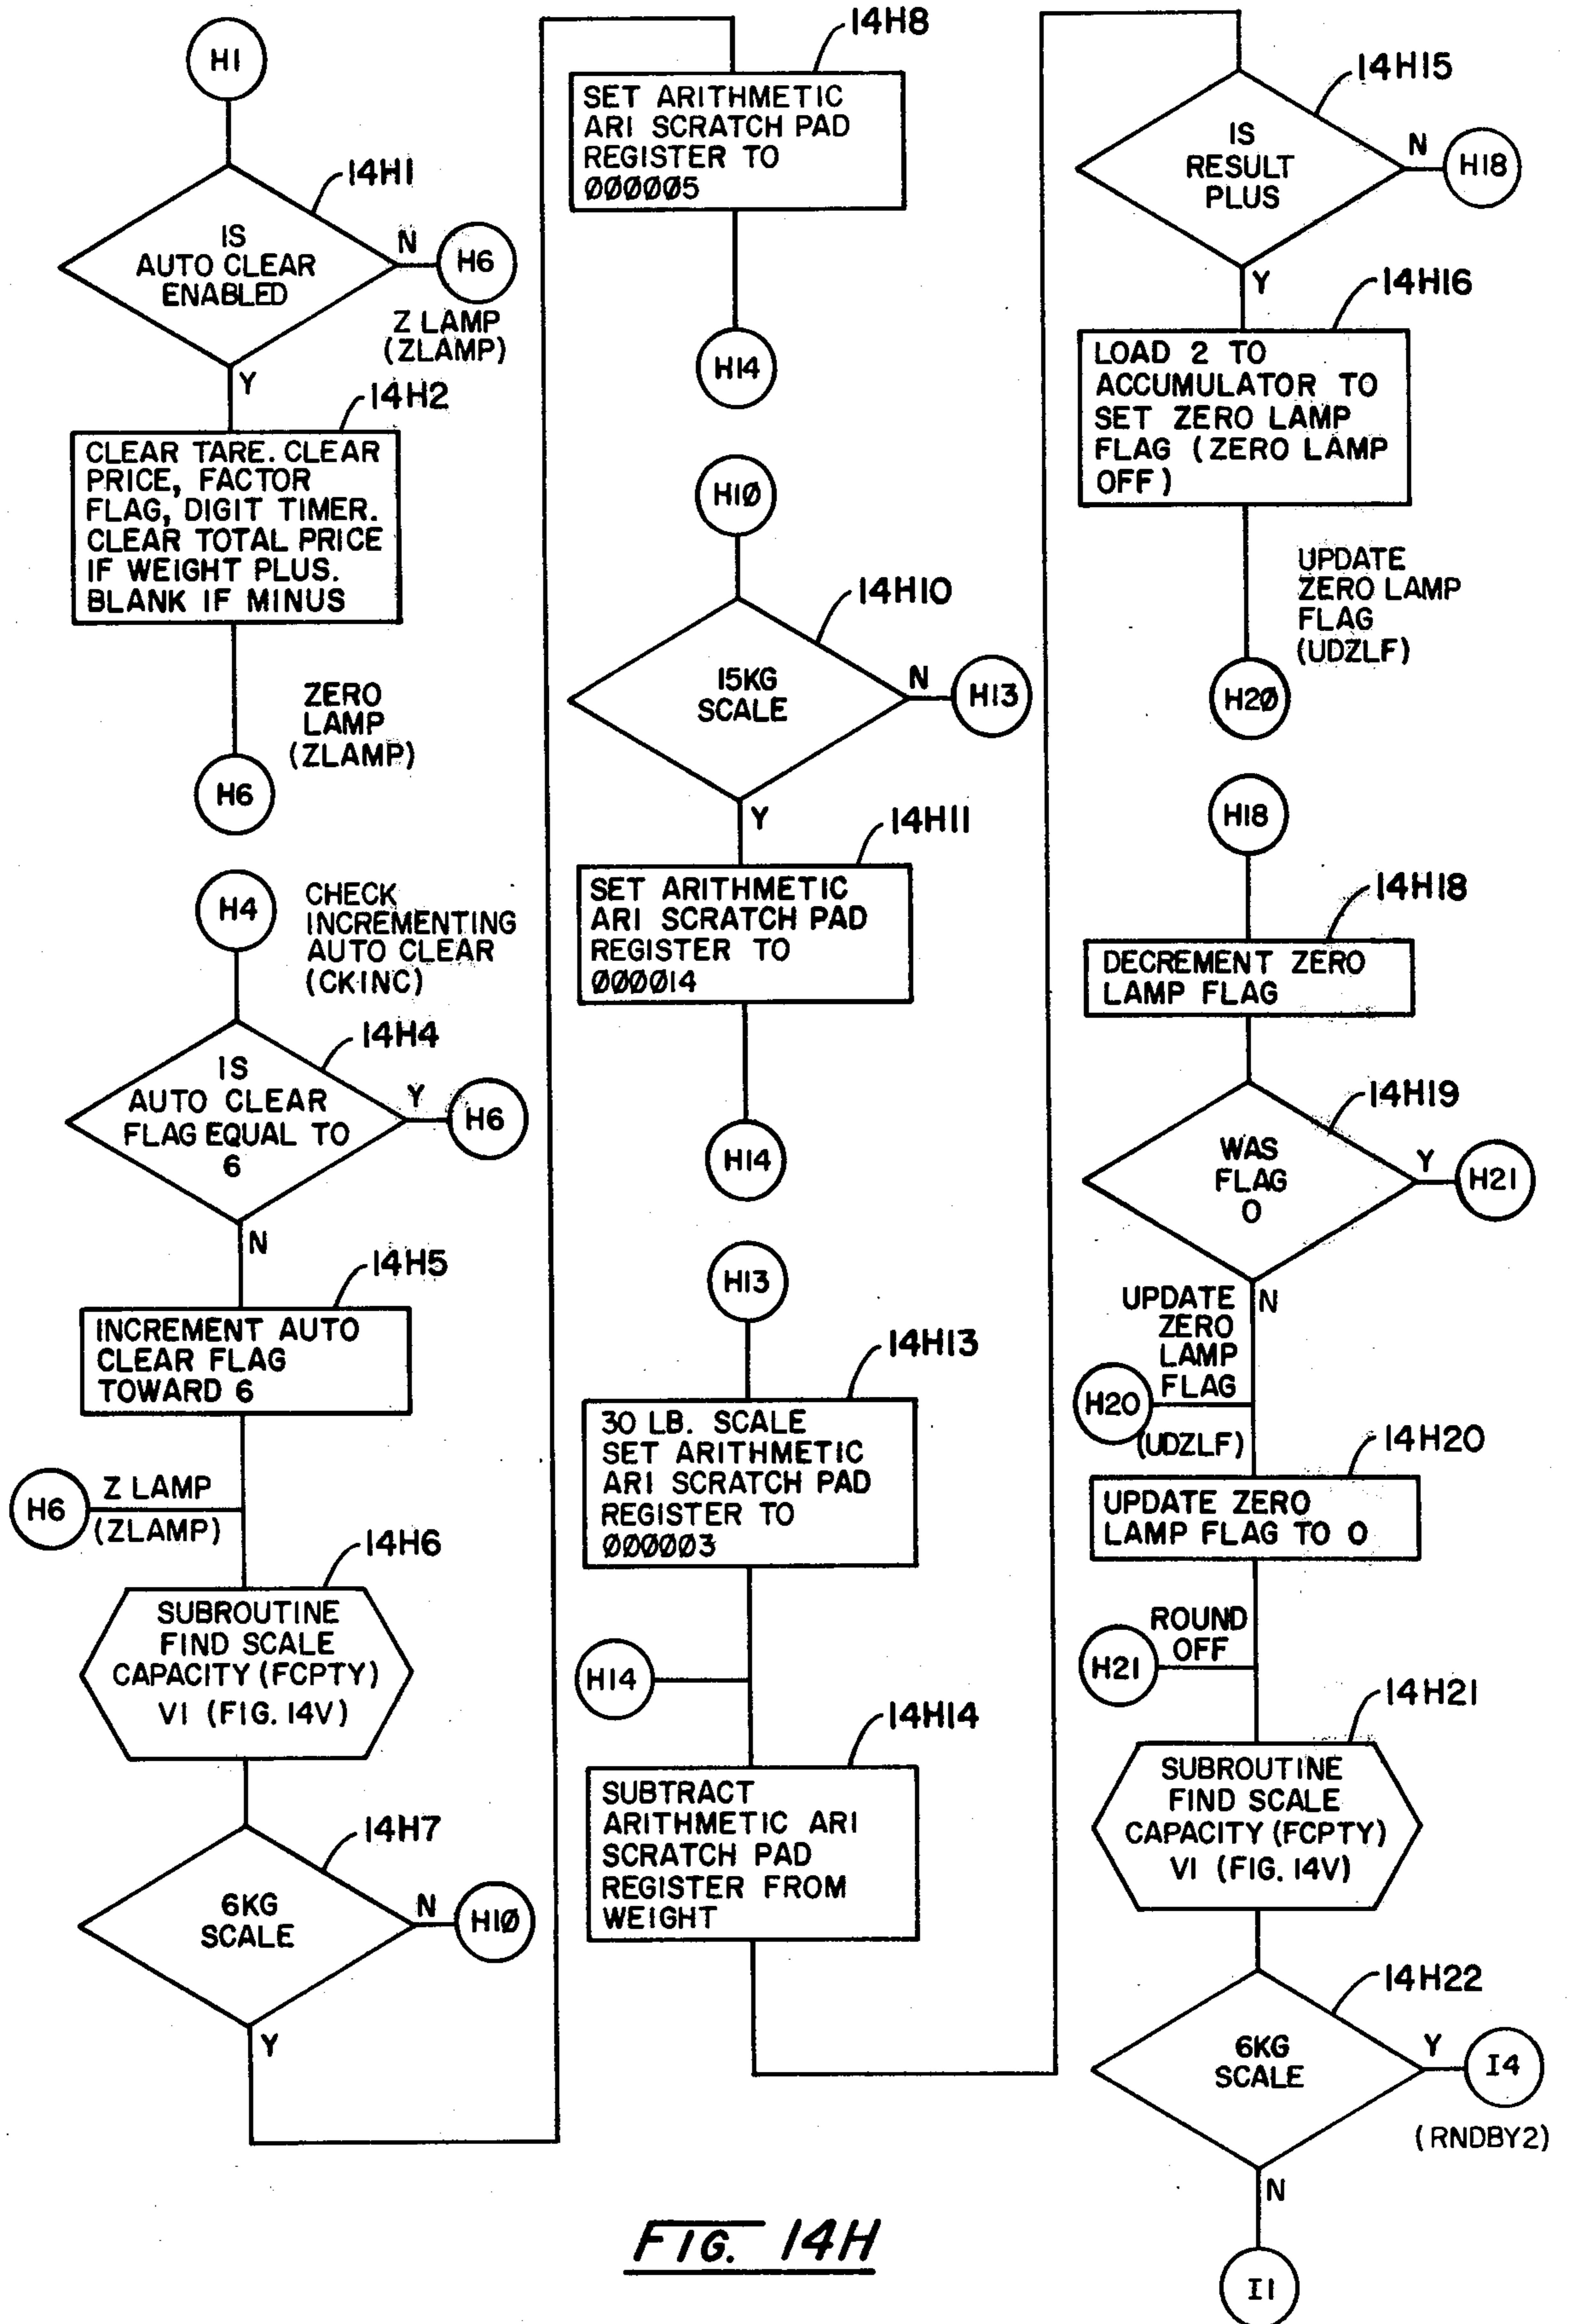 H1
14H1
IS
AUTO CLEAR
ENABLED
N
H6
Z LAMP
(ZLAMP)
Y
14H2
CLEAR TARE. CLEAR
PRICE, FACTOR
FLAG, DIGIT TIMER.
CLEAR TOTAL PRICE
IF WEIGHT PLUS.
BLANK IF MINUS
ZERO
LAMP
(ZLAMP)
H6
H4
CHECK
INCREMENTING
AUTO CLEAR
(CKINC)
14H4
IS
AUTO CLEAR
FLAG EQUAL TO
6
Y
H6
N
14H5
INCREMENT AUTO
CLEAR FLAG
TOWARD 6
H6
Z LAMP
(ZLAMP)
14H6
SUBROUTINE
FIND SCALE
CAPACITY (FCPTY)
V1 (FIG. 14V)
14H7
6KG
SCALE
N
H1Ø
Y
14H8
SET ARITHMETIC
ARI SCRATCH PAD
REGISTER TO
ØØØØØ5
H14
H1Ø
14H10
15KG
SCALE
N
H13
Y
14H11
SET ARITHMETIC
ARI SCRATCH PAD
REGISTER TO
ØØØØ14
H14
H13
14H13
30 LB. SCALE
SET ARITHMETIC
ARI SCRATCH PAD
REGISTER TO
ØØØØØ3
H14
14H14
SUBTRACT
ARITHMETIC ARI
SCRATCH PAD
REGISTER FROM
WEIGHT
14H15
IS
RESULT
PLUS
N
H18
Y
14H16
LOAD 2 TO
ACCUMULATOR TO
SET ZERO LAMP
FLAG (ZERO LAMP
OFF)
UPDATE
ZERO LAMP
FLAG
(UDZLF)
H2Ø
H18
14H18
DECREMENT ZERO
LAMP FLAG
14H19
WAS
FLAG
0
Y
H21
N
UPDATE
ZERO
LAMP
FLAG
H20
(UDZLF)
14H20
UPDATE ZERO
LAMP FLAG TO 0
ROUND
OFF
H21
14H21
SUBROUTINE
FIND SCALE
CAPACITY (FCPTY)
V1 (FIG. 14V)
14H22
6KG
SCALE
Y
I4
(RNDBY2)
N
I1
FIG. 14H